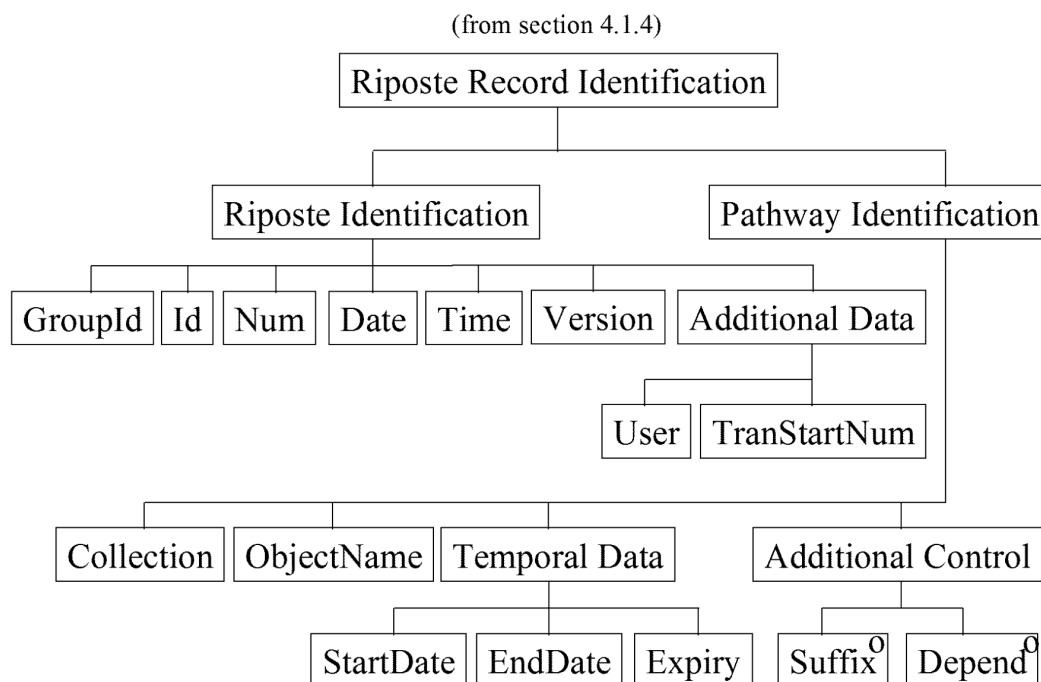 (from section 4.1.4)
Riposte Record Identification
Riposte Identification Pathway Identification
GroupId Id Num Date Time Version Additional Data
User TranStartNum
Collection ObjectName Temporal Data Additional Control
StartDate EndDate Expiry Suffix o Depend o